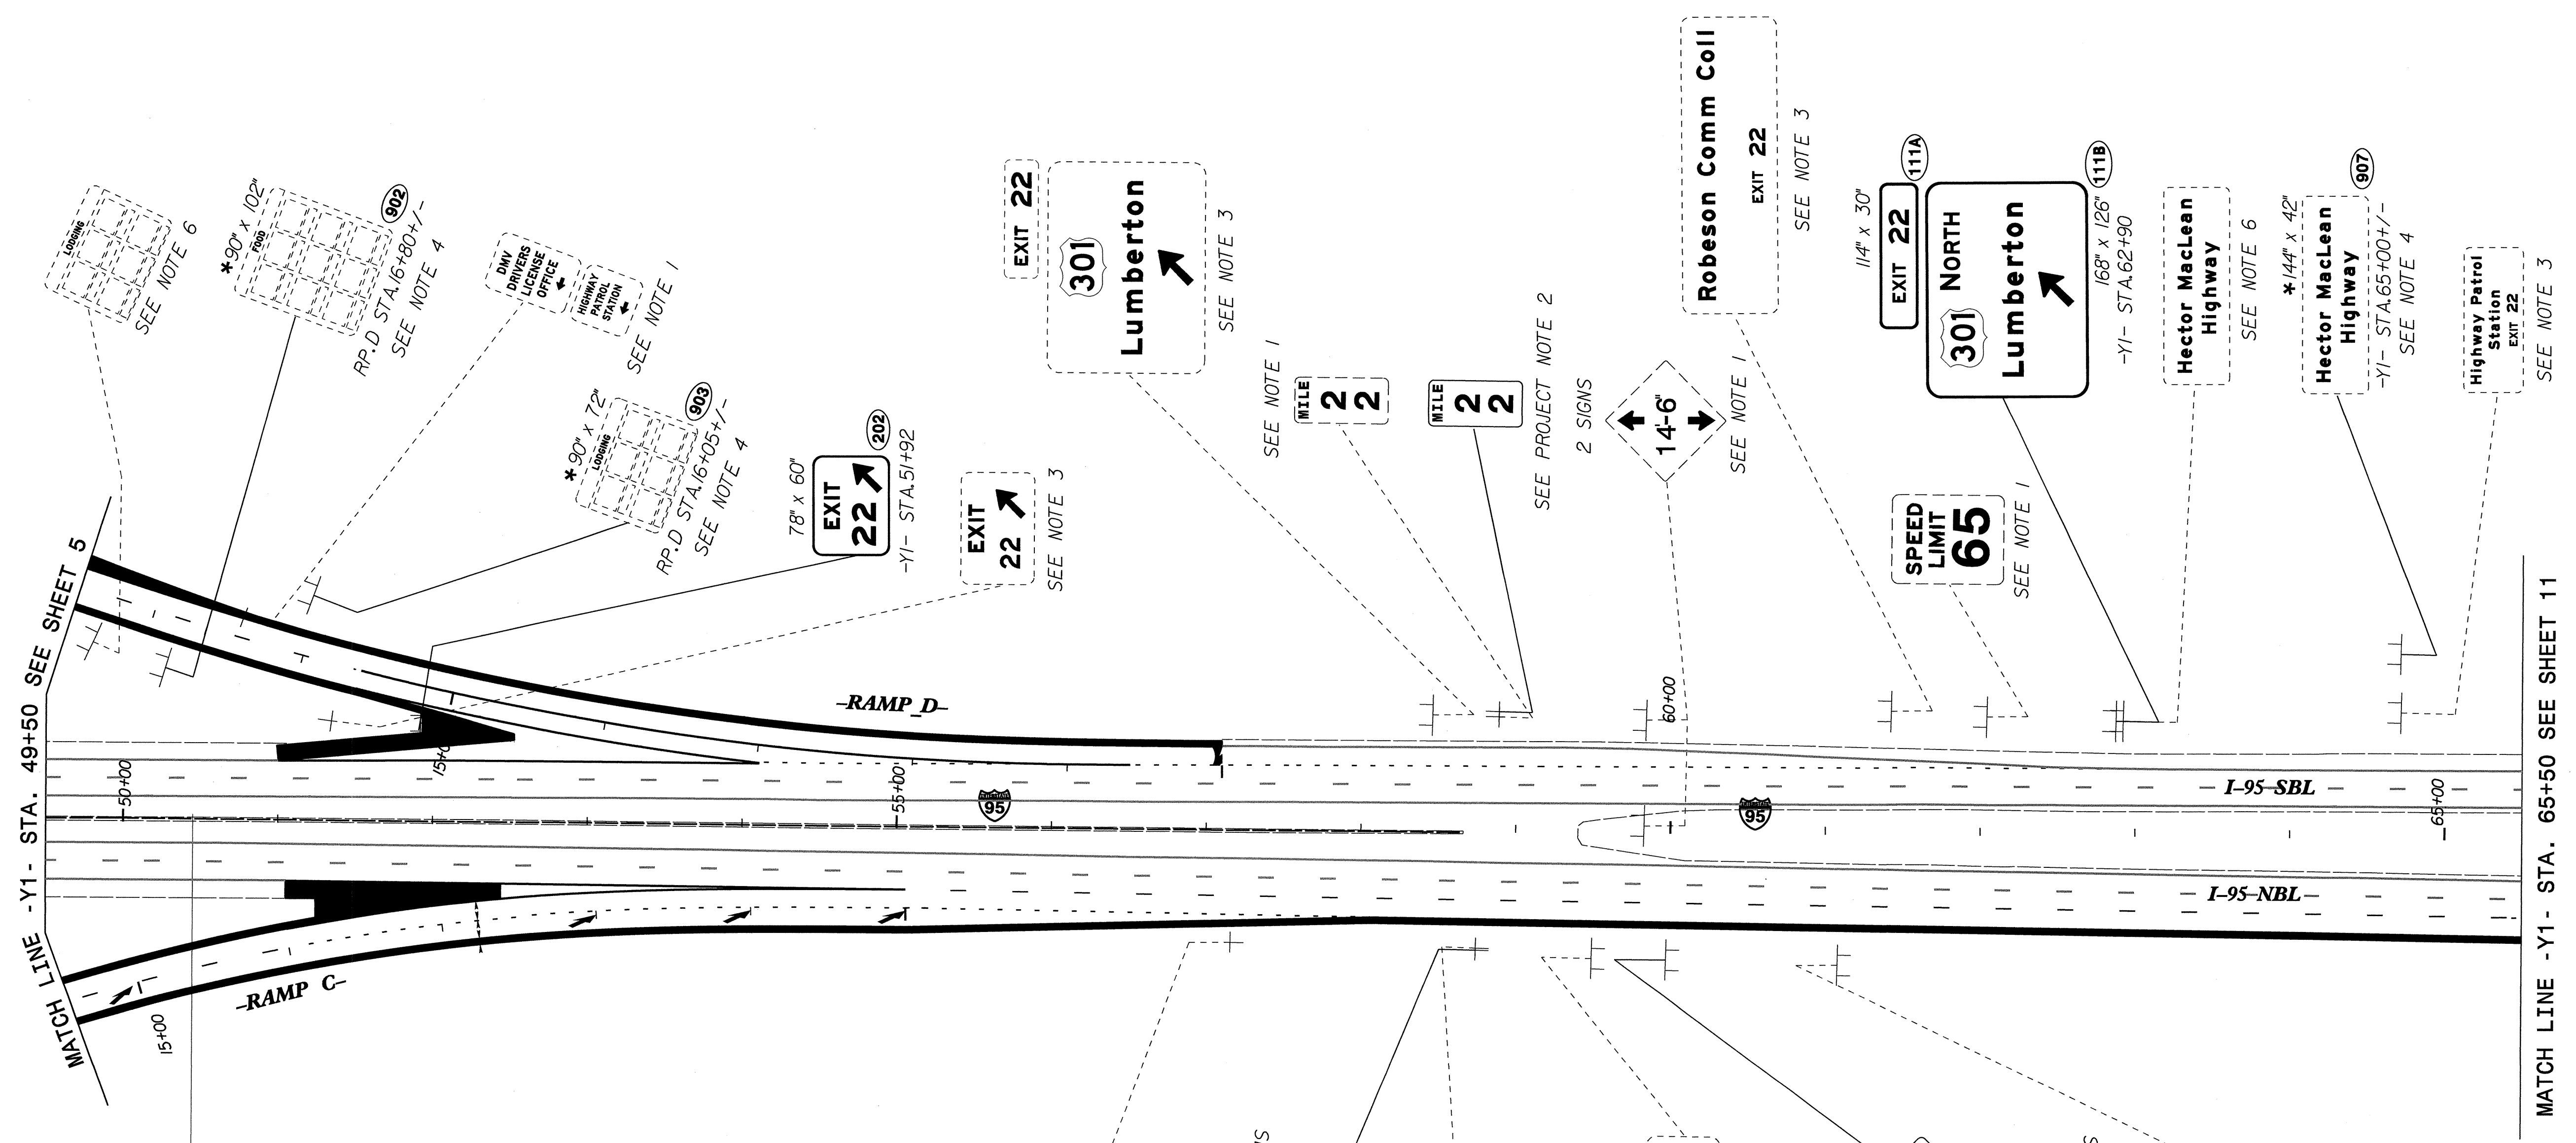 LODGING
SEE NOTE 6
*90" x 102"
FOOD
902
RP.D STA.16+80+/-
SEE NOTE 4
DMV
DRIVERS
LICENSE
OFFICE
HIGHWAY
PATROL
STATION
SEE NOTE 1
*90" x 72"
LODGING
903
RP.D STA.16+05+/-
SEE NOTE 4
78" x 60"
EXIT
22
202
-Y1- STA.51+92
EXIT
22
SEE NOTE 3
EXIT 22
301
Lumberton
SEE NOTE 3
SEE NOTE 1
MILE
2
2
MILE
2
2
SEE PROJECT NOTE 2
2 SIGNS
14'-6"
SEE NOTE 1
Robeson Comm Coll
EXIT 22
SEE NOTE 3
SPEED
LIMIT
65
SEE NOTE 1
114" x 30"
EXIT 22
111A
301 NORTH
Lumberton
111B
168" x 126"
-Y1- STA.62+90
Hector MacLean
Highway
SEE NOTE 6
*144" x 42"
Hector MacLean
Highway
907
-Y1- STA.65+00+/-
SEE NOTE 4
Highway Patrol
Station
EXIT 22
SEE NOTE 3
MATCH LINE -Y1- STA. 49+50 SEE SHEET 5
-RAMP_D-
15+0
50+00
55+00
60+00
65+00
95
95
I-95-SBL
I-95-NBL
-RAMP C-
15+00
MATCH LINE -Y1- STA. 65+50 SEE SHEET 11